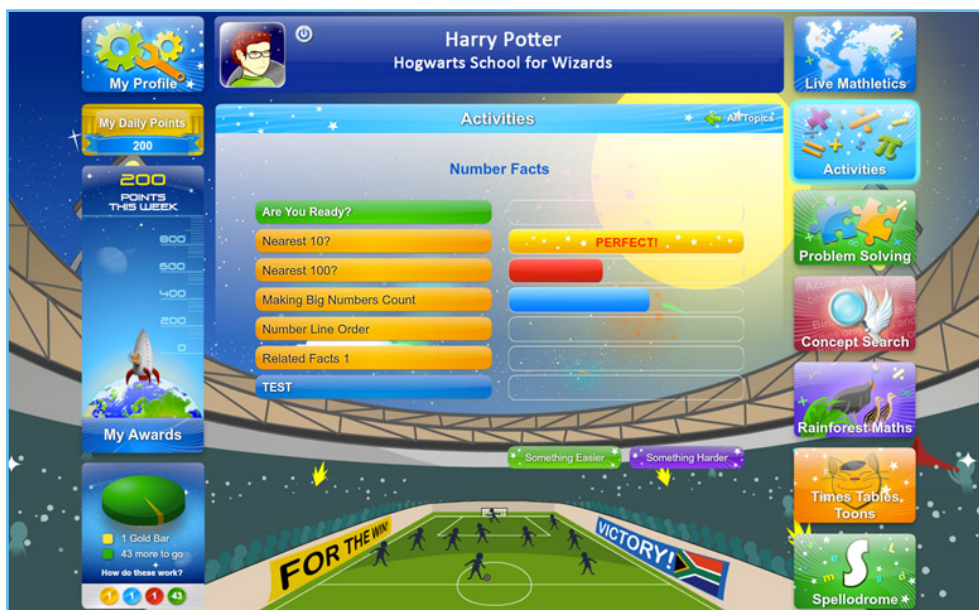 My Profile
My Daily Points
200
200
POINTS
THIS WEEK
800
600
400
200
0
My Awards
1 Gold Bar
43 more to go
How do these work?
1
1
1
43
Harry Potter
Hogwarts School for Wizards
Activities
All Topics
Number Facts
Are You Ready?
Nearest 10?
PERFECT!
Nearest 100?
Making Big Numbers Count
Number Line Order
Related Facts 1
TEST
Something Easier
Something Harder
FOR THE WIN!
VICTORY!
Live Mathletics
Activities
Problem Solving
Concept Search
Rainforest Maths
Times Tables
Toons
Spellodrome